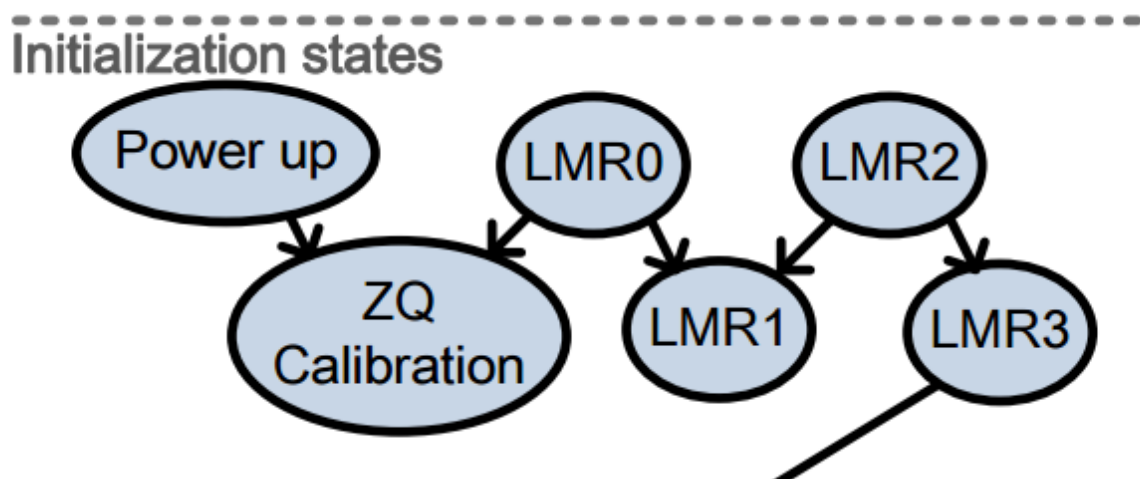 Initialization states
Power up
LMR0
LMR2
ZQ
Calibration
LMR1
LMR3